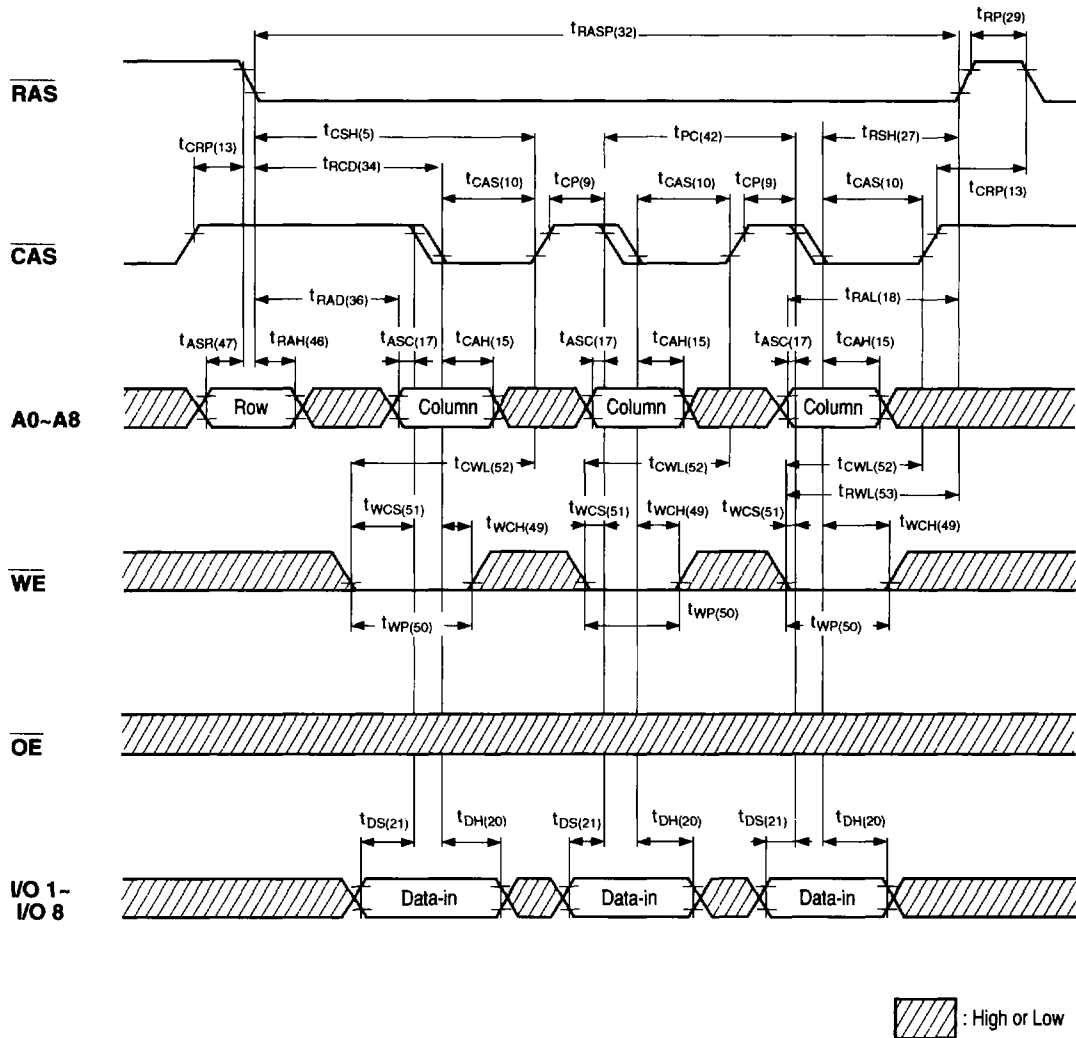 tRASP(32)
tRP(29)
RAS
tCSH(5)
tPC(42)
tRSH(27)
tCRP(13)
tRCD(34)
tCAS(10)
tCP(9)
tCAS(10)
tCP(9)
tCAS(10)
tCRP(13)
CAS
tRAD(36)
tRAL(18)
tASR(47)
tRAH(46)
tASC(17)
tCAH(15)
tASC(17)
tCAH(15)
tASC(17)
tCAH(15)
A0~A8
Row
Column
Column
Column
tCWL(52)
tCWL(52)
tCWL(52)
tRWL(53)
tWCS(51)
tWCH(49)
tWCS(51)
tWCH(49)
tWCS(51)
tWCH(49)
WE
tWP(50)
tWP(50)
tWP(50)
OE
tDS(21)
tDH(20)
tDS(21)
tDH(20)
tDS(21)
tDH(20)
I/O 1~
I/O 8
Data-in
Data-in
Data-in
: High or Low